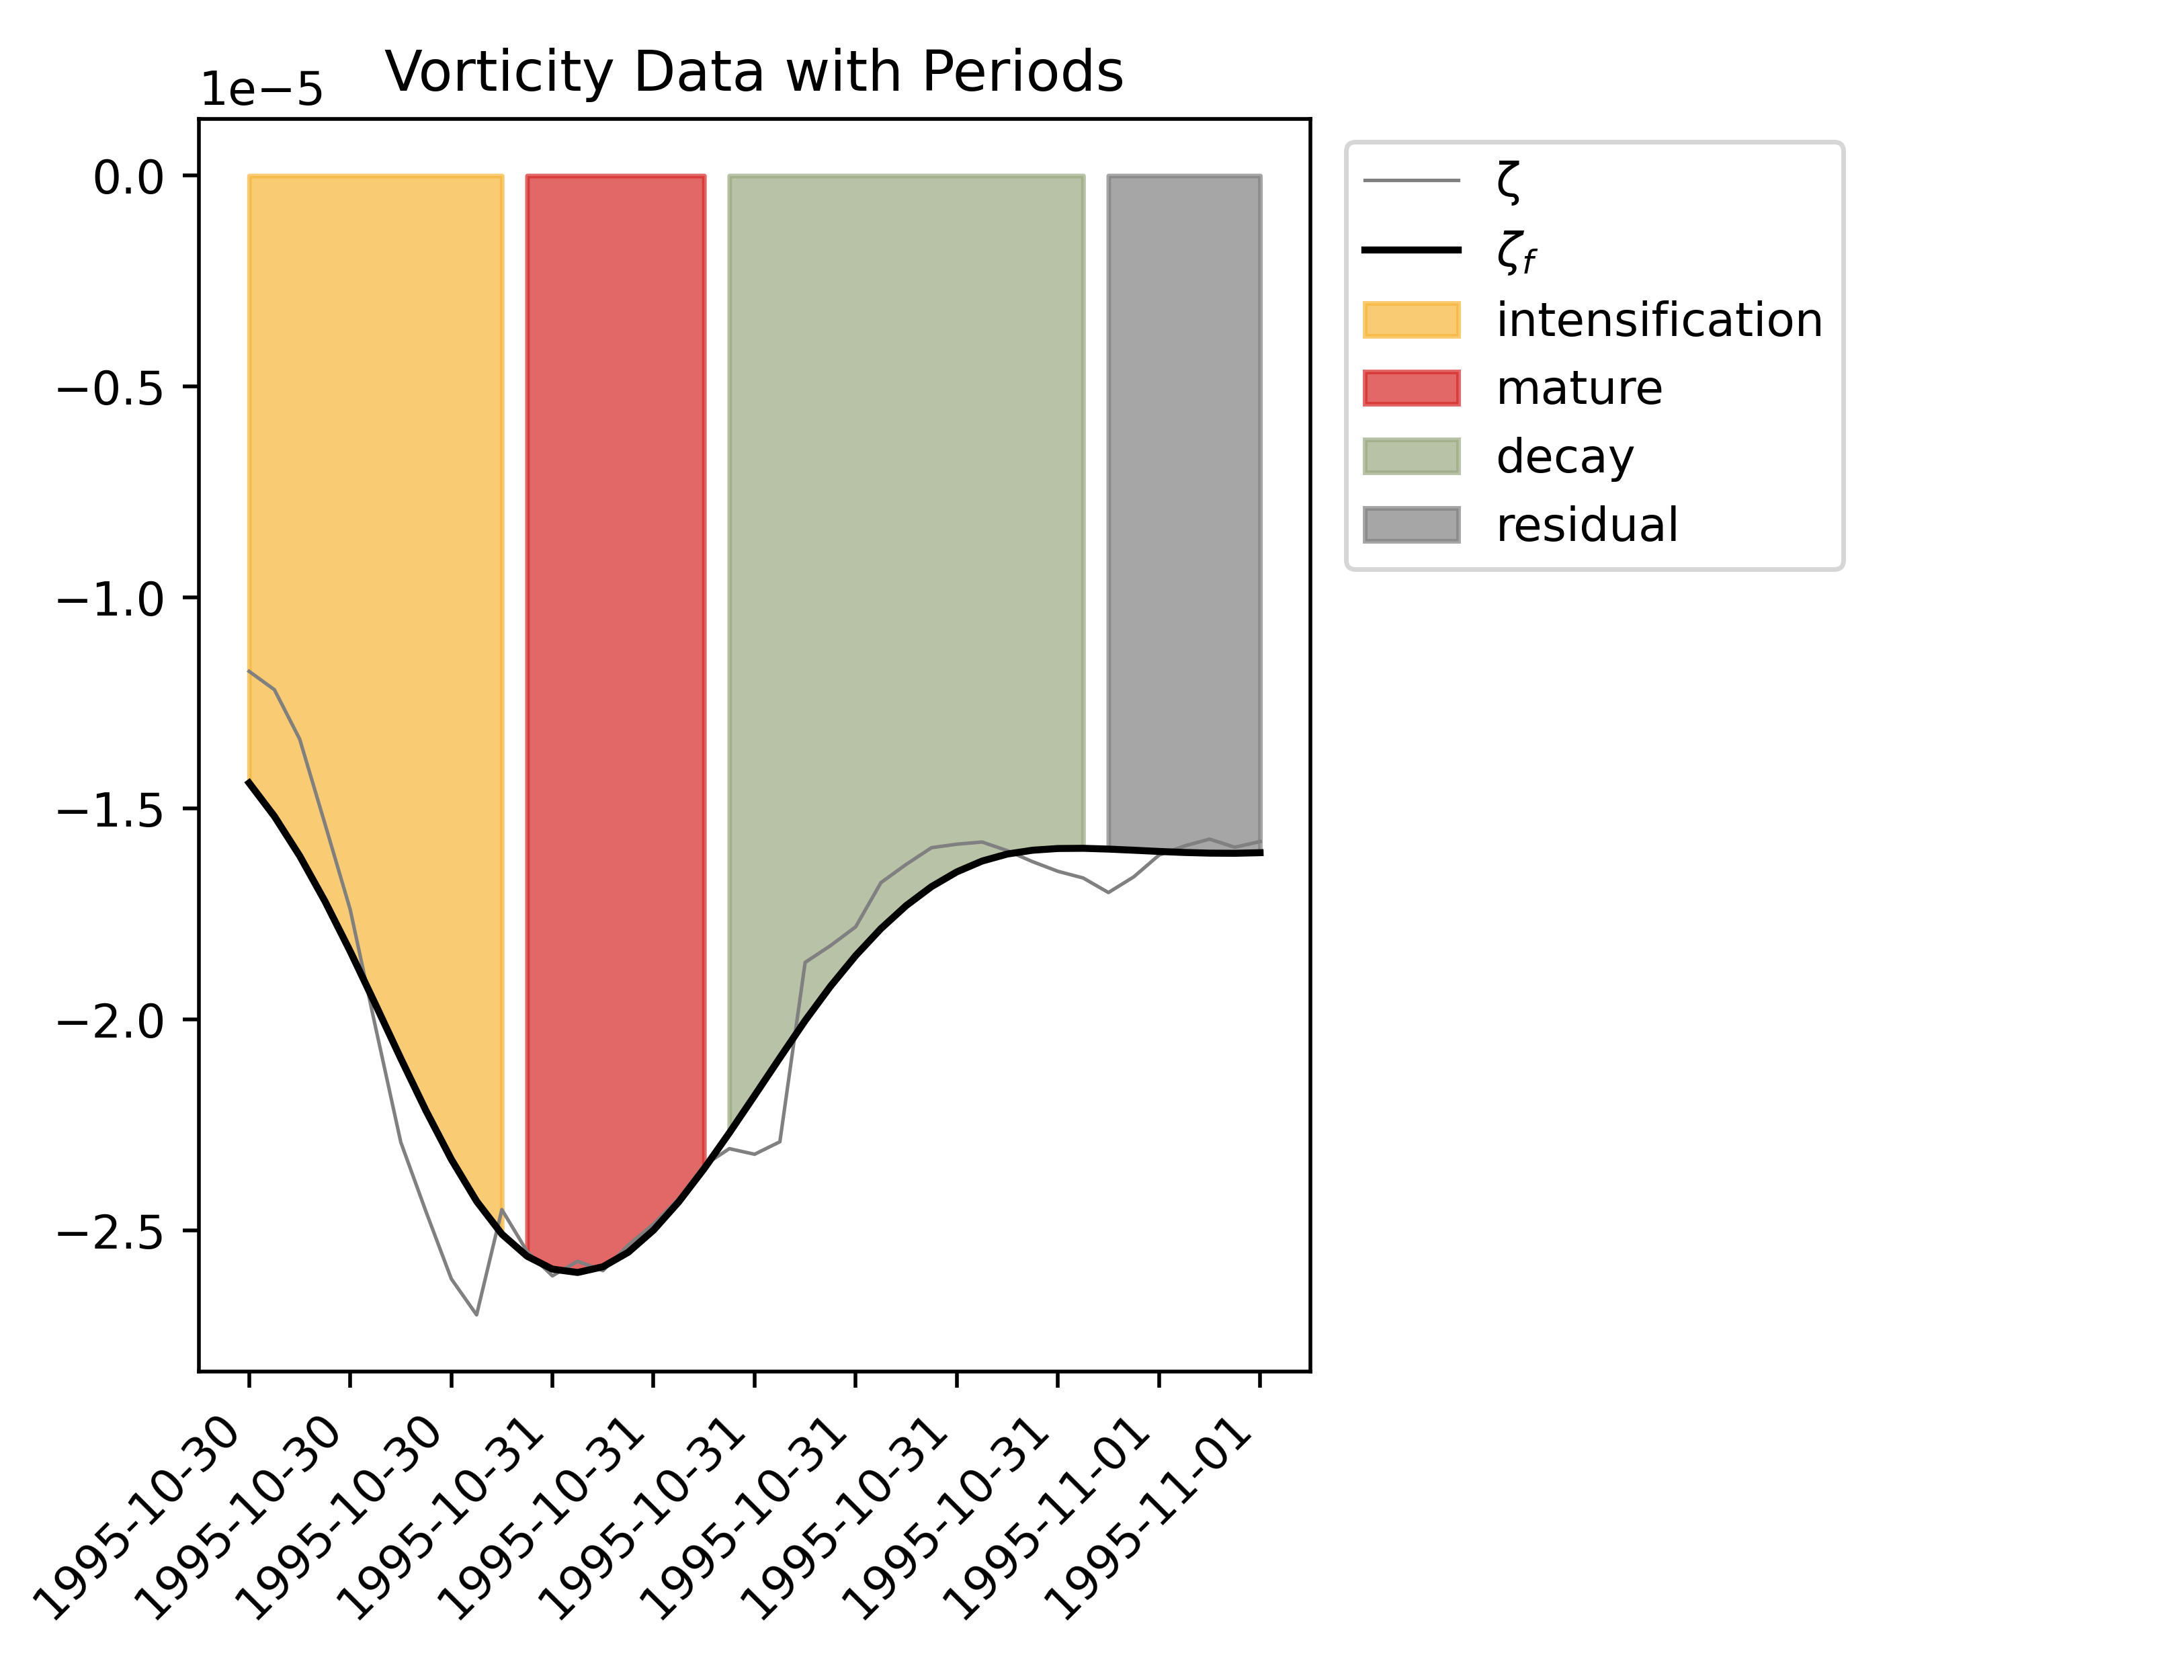 Vorticity Data with Periods
1e−5
0.0
−0.5
−1.0
−1.5
−2.0
−2.5
1995-10-30
1995-10-30
1995-10-30
1995-10-31
1995-10-31
1995-10-31
1995-10-31
1995-10-31
1995-10-31
1995-11-01
1995-11-01
ζ
ζf
intensification
mature
decay
residual